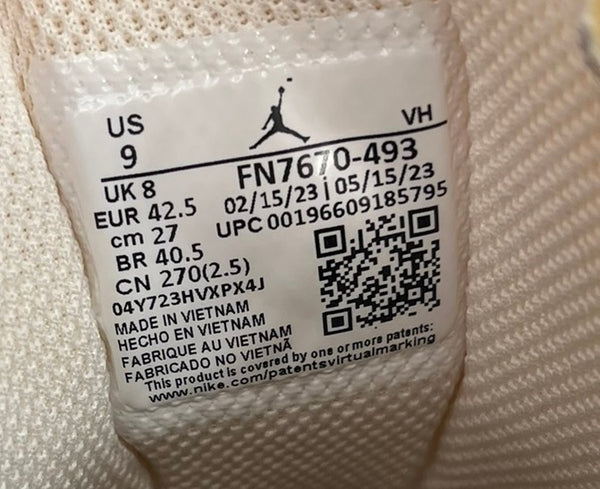 US
9
VH
FN7670-493
UK 8
02/15/23 | 05/15/23
EUR 42.5
UPC 00196609185795
cm 27
BR 40.5
CN 270(2.5)
04Y723HVXPX4J
MADE IN VIETNAM
HECHO EN VIETNAM
FABRIQUE AU VIETNAM
FABRICADO NO VIETNÃ
This product is covered by one or more patents:
www.nike.com/patentsvirtualmarking